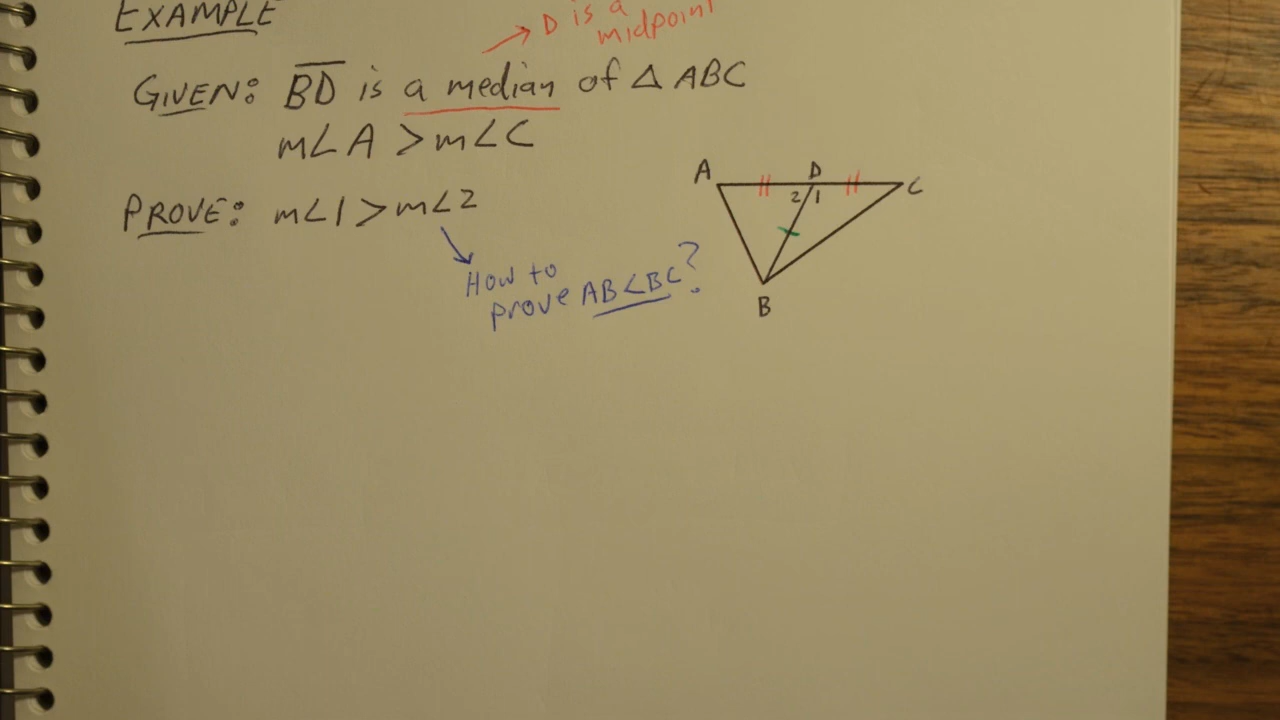 EXAMPLE
D is a
midpoint
GIVEN: BD is a median of △ABC
m∠A > m∠C
PROVE: m∠1 > m∠2
How to
prove AB<BC?
A
D
C
2
1
B